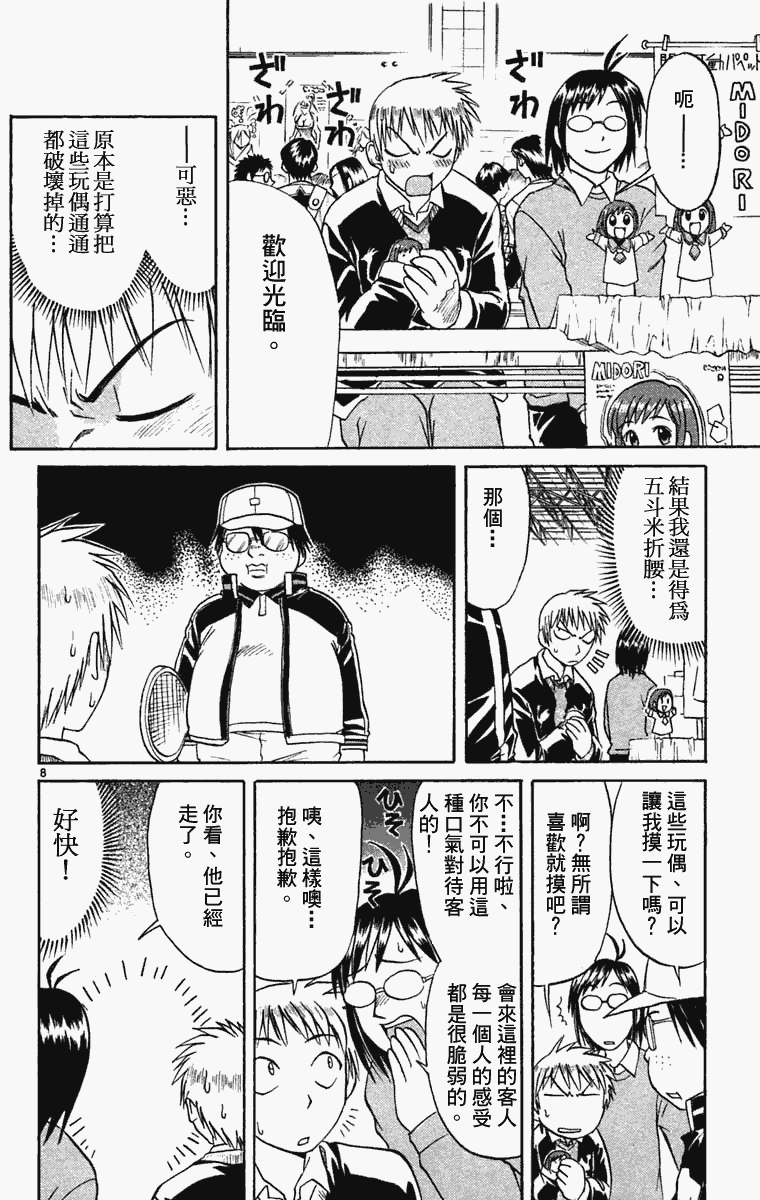 呃——…
ざわ
ざわ
MIDORI
歡迎光臨。
MIDORI
——可惡…
原本是打算把
這些玩偶通通
都破壞掉的…
結果我還是得為
五斗米折腰…
那個…
8
這些玩偶、可以
讓我摸一下嗎？
啊？無所謂
喜歡就摸吧？
不…不行啦、
你不可以用這
種口氣對待客
人的！
ひそ
ひそ
會來這裡的客人
每一個人的感受
都是很脆弱的。
咦、這樣噢…
抱歉抱歉。
你看、他已經
走了。
好快！